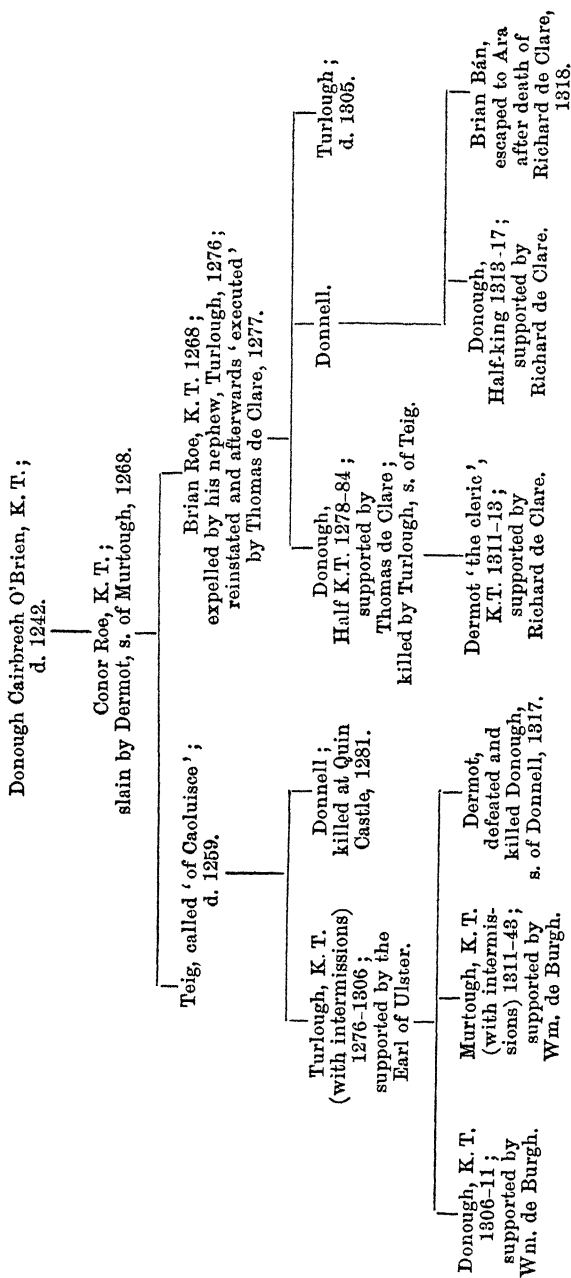 Donough Cairbrech O'Brien, K. T. ;
d. 1242.
Conor Roe, K. T. ;
slain by Dermot, s. of Murtough, 1268.
Teig, called ‘ of Caoluisce ’ ;
d. 1259.
Brian Roe, K. T. 1268 ;
expelled by his nephew, Turlough, 1276 ;
reinstated and afterwards ‘ executed ’
by Thomas de Clare, 1277.
Turlough, K. T.
(with intermissions)
1276–1306 ;
supported by the
Earl of Ulster.
Donnell ;
killed at Quin
Castle, 1281.
Donough,
Half K. T. 1278–84 ;
supported by
Thomas de Clare ;
killed by Turlough, s. of Teig.
Donnell.
Turlough ;
d. 1305.
Donough, K. T.
1306–11 ;
supported by
Wm. de Burgh.
Murtough, K. T.
(with intermis-
sions) 1311–43 ;
supported by
Wm. de Burgh.
Dermot,
defeated and
killed Donough,
s. of Donnell, 1317.
Dermot ‘ the cleric ’,
K. T. 1311–13 ;
supported by
Richard de Clare.
Donough,
Half-king 1313–17 ;
supported by
Richard de Clare.
Brian Bán,
escaped to Ara
after death of
Richard de Clare,
1318.